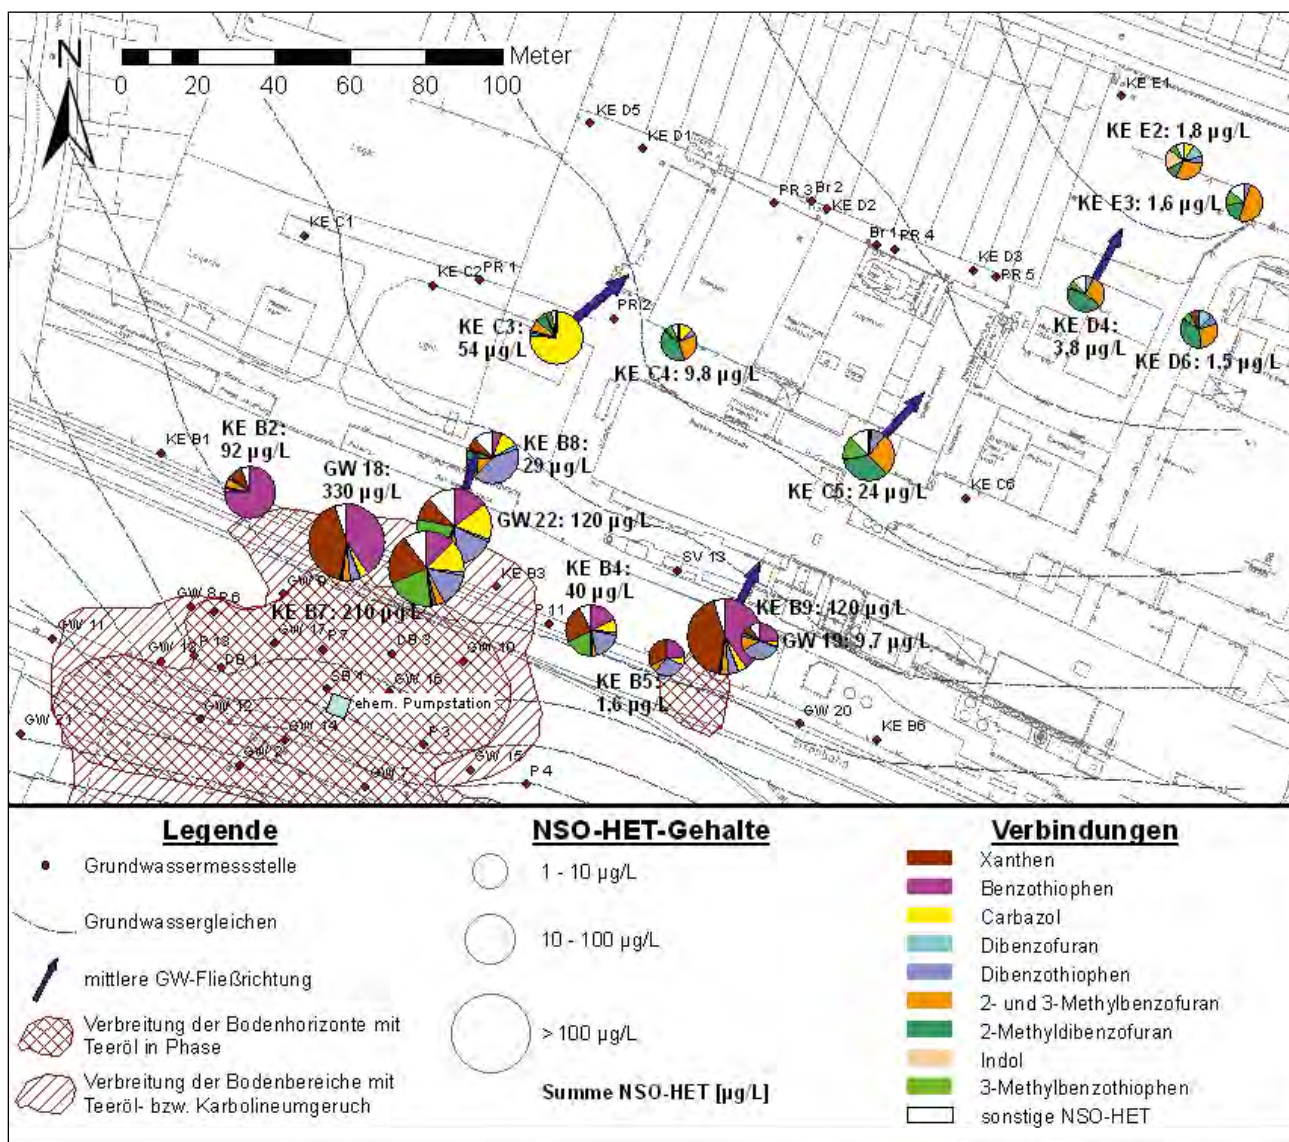 N
Meter
0 20 40 60 80 100
KE D5
KE D1
KE E1
KE E2: 1,8 µg/L
KE E3: 1,6 µg/L
PR 3
Br 2
KE D2
Br 1
PR 4
KE D3
PR 5
KE C1
KE C2
PR 1
PR 2
KE C3:
54 µg/L
KE C4: 9,8 µg/L
KE D4:
3,8 µg/L
KE D6: 1,5 µg/L
KE B1
KE B2:
92 µg/L
GW 18:
330 µg/L
KE B8:
29 µg/L
KE C5: 24 µg/L
KE C6
GW 22: 120 µg/L
KE B4:
40 µg/L
SV 13
KE B3
P 11
KE B9: 420 µg/L
GW 19: 9,7 µg/L
KE B7: 210 µg/L
KE B5:
1,6 µg/L
GW 8
P 6
GW 9
GW 11
GW 13
P 13
DB 1
GW 17
P 7
DB 3
GW 10
SB 1
GW 16
ehem. Pumpstation
GW 12
GW 14
P 3
GW 21
GW 2
GW 7
GW 15
P 4
GW 20
KE B6
Legende
Grundwassermessstelle
Grundwassergleichen
mittlere GW-Fließrichtung
Verbreitung der Bodenhorizonte mit
Teeröl in Phase
Verbreitung der Bodenbereiche mit
Teeröl- bzw. Karbolineumgeruch
NSO-HET-Gehalte
1 - 10 µg/L
10 - 100 µg/L
> 100 µg/L
Summe NSO-HET [µg/L]
Verbindungen
Xanthen
Benzothiophen
Carbazol
Dibenzofuran
Dibenzothiophen
2- und 3-Methylbenzofuran
2-Methyldibenzofuran
Indol
3-Methylbenzothiophen
sonstige NSO-HET